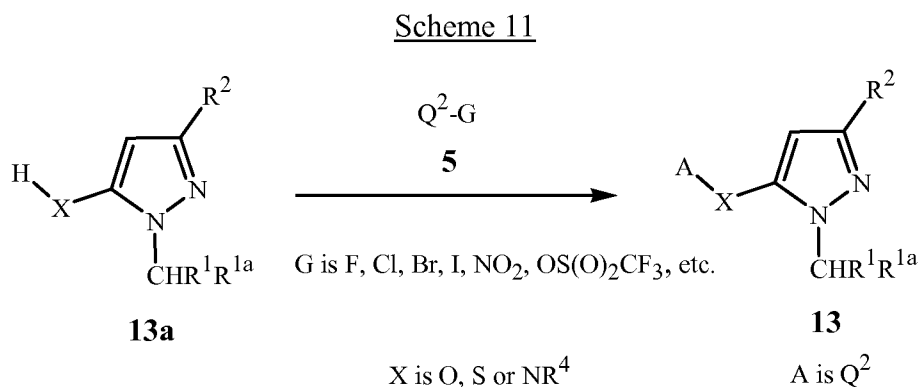 Scheme 11
R²
H
X
N
N
CHR¹R¹ᵃ
13a
Q²-G
5
G is F, Cl, Br, I, NO₂, OS(O)₂CF₃, etc.
X is O, S or NR⁴
R²
A
X
N
N
CHR¹R¹ᵃ
13
A is Q²